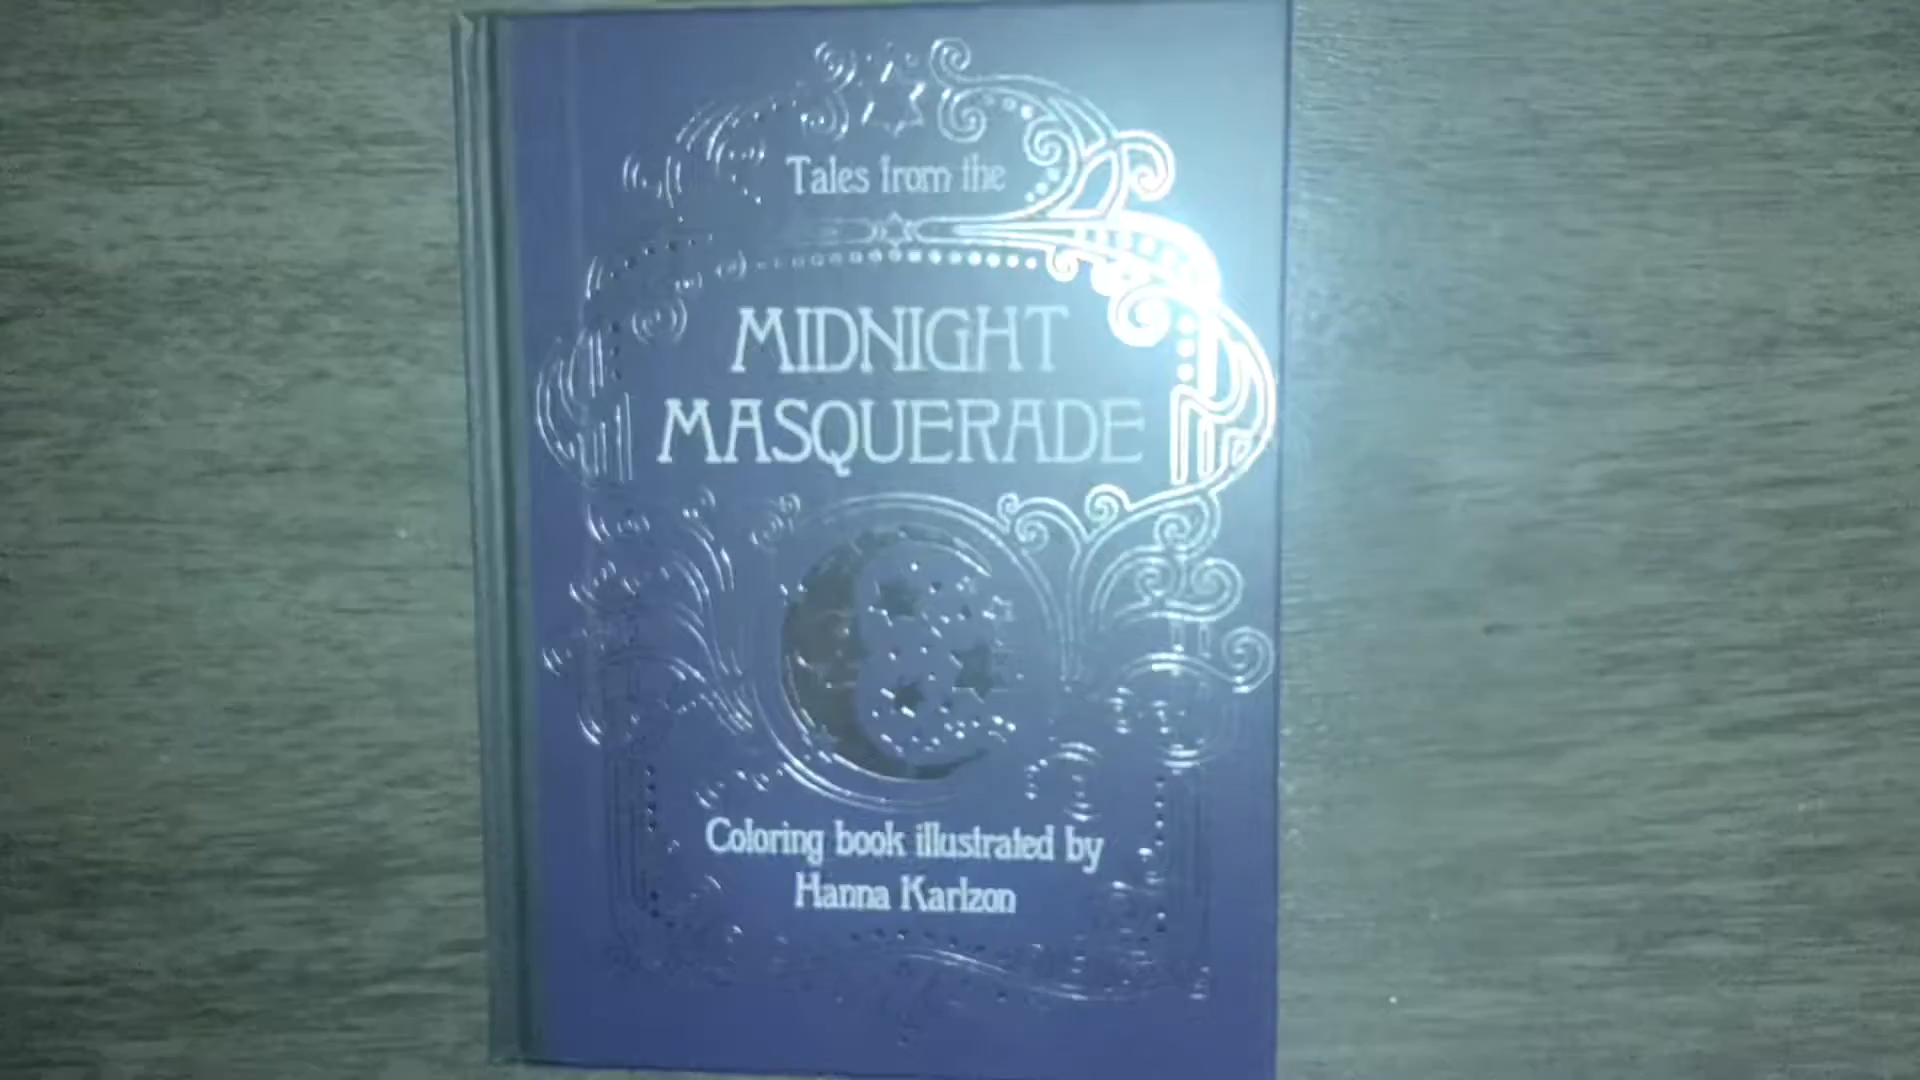 Tales from the
MIDNIGHT
MASQUERADE
Coloring book illustrated by
Hanna Karlzon